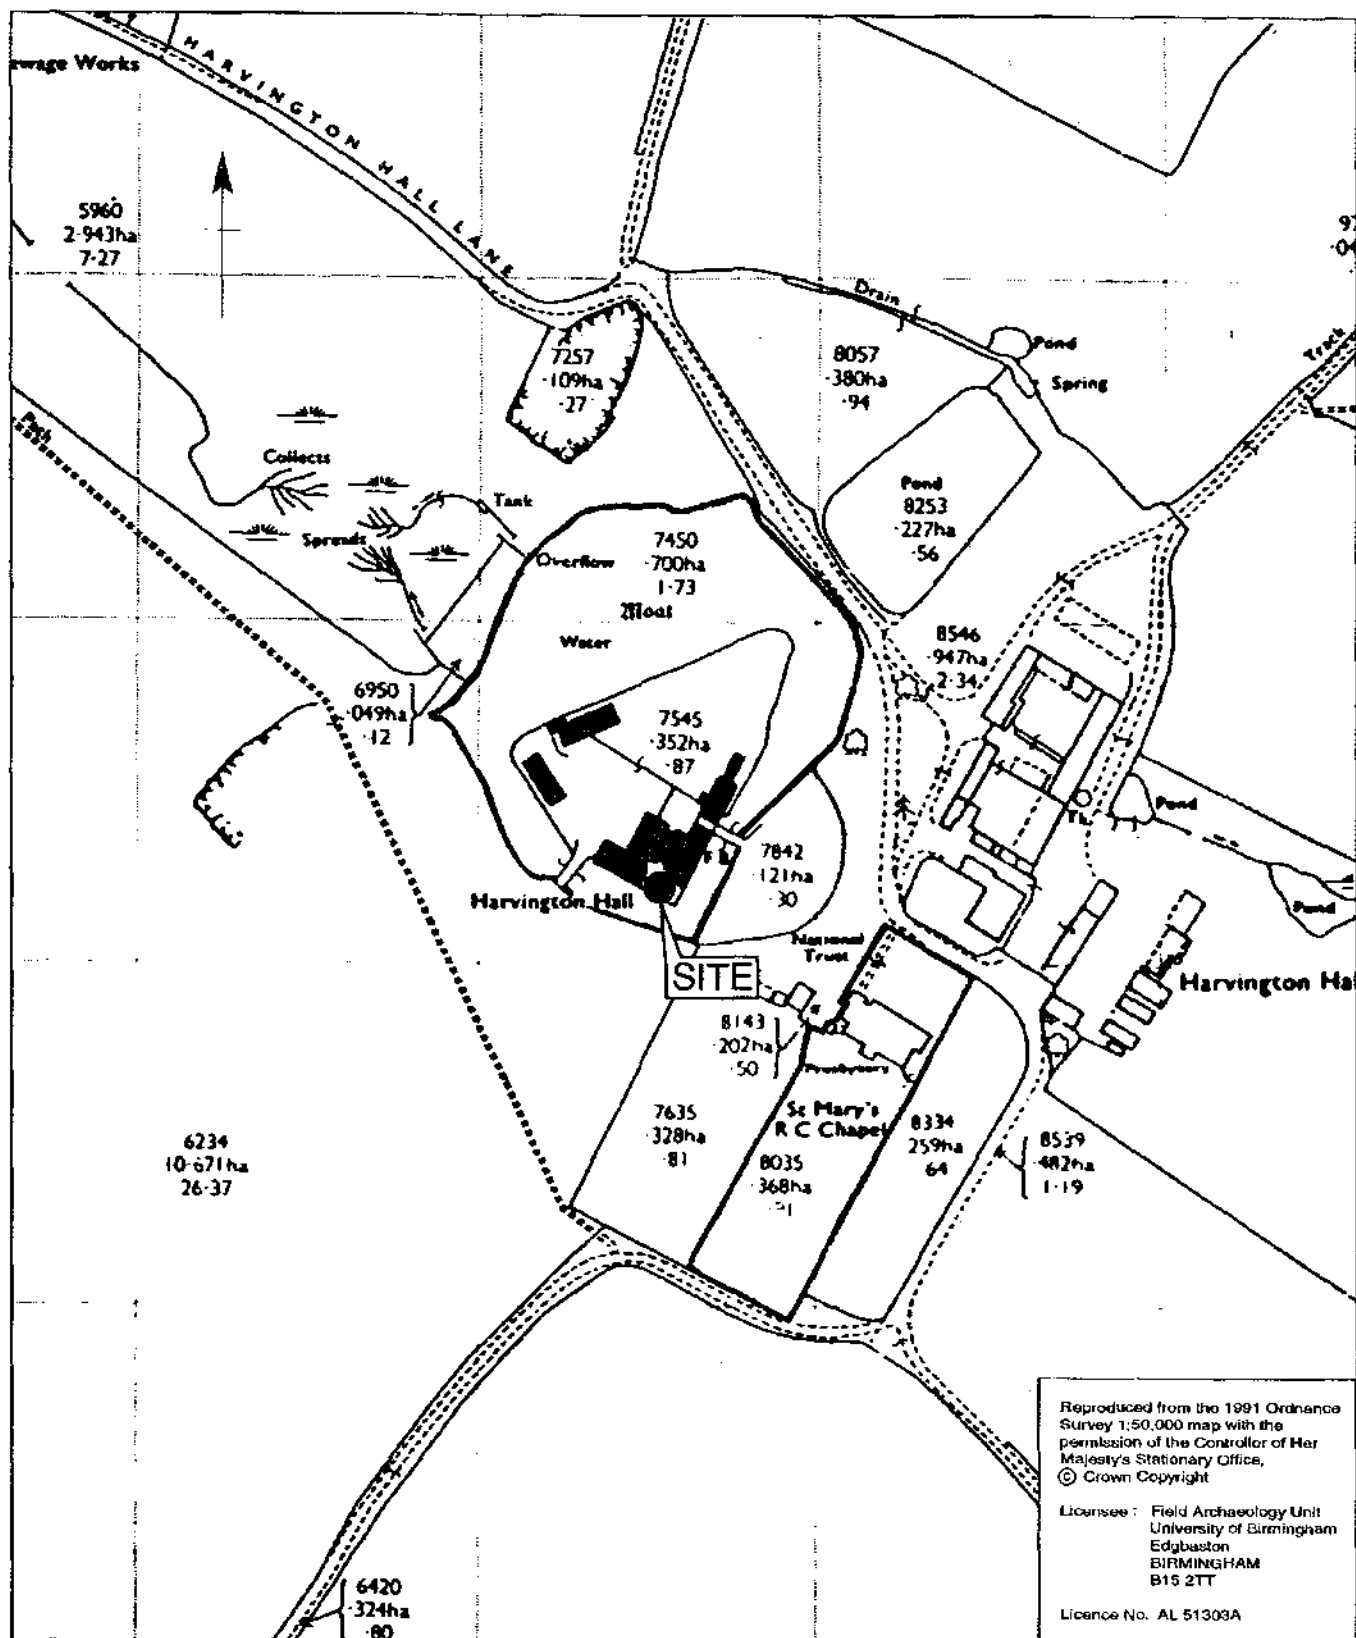 ewage Works
HARVINGTON HALL LANE
5960
2·943ha
7·27
97
·04
Drain
Pond
Spring
Track
7257
·109ha
·27
8057
·380ha
·94
Path
Collects
Tank
Spreads
Overflow
Pond
8253
·227ha
·56
7450
·700ha
1·73
Moat
Water
8546
·947ha
2·34
6950
·049ha
·12
7545
·352ha
·87
Pond
Tk
F B
7842
·121ha
·30
Harvington Hall
Pond
National
Trust
SITE
Harvington Ha
8143
·202ha
·50
Presbytery
St Mary's
R C Chapel
7635
·328ha
·81
8334
259ha
64
8539
·482ha
1·19
8035
·368ha
6234
10·671ha
26·37
6420
·324ha
·80
Reproduced from the 1991 Ordnance
Survey 1:50,000 map with the
permission of the Controller of Her
Majesty's Stationary Office,
© Crown Copyright
Licensee : Field Archaeology Unit
University of Birmingham
Edgbaston
BIRMINGHAM
B15 2TT
Licence No. AL 51303A